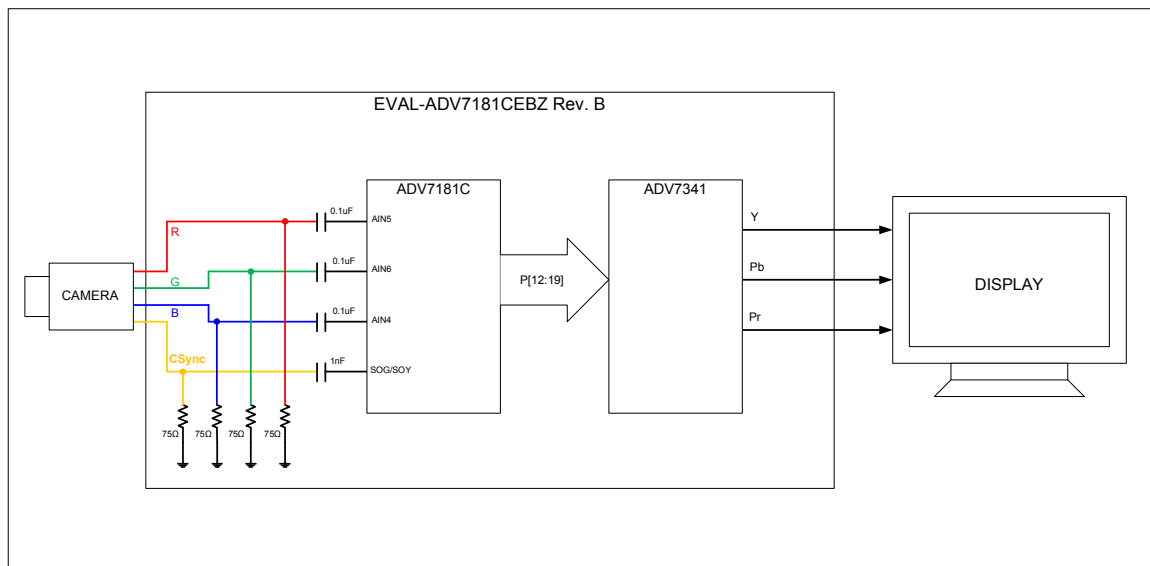 EVAL-ADV7181CEBZ Rev. B
ADV7181C
ADV7341
0.1uF
AIN5
R
Y
0.1uF
AIN6
G
P[12:19]
Pb
CAMERA
DISPLAY
B
0.1uF
AIN4
Pr
CSync
1nF
SOG/SOY
75Ω
75Ω
75Ω
75Ω